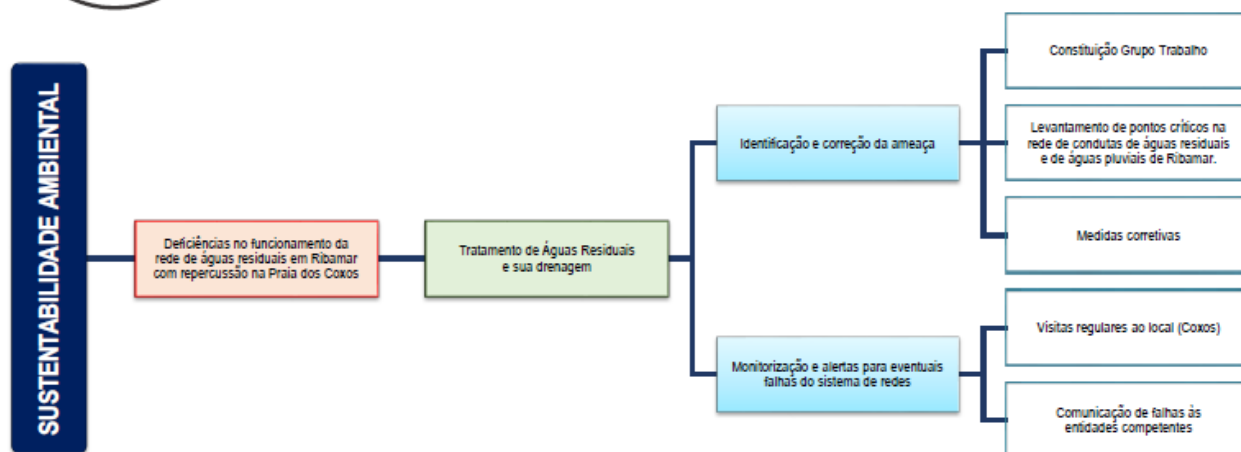 SUSTENTABILIDADE AMBIENTAL
Deficiências no funcionamento da
rede de águas residuais em Ribamar
com repercussão na Praia dos Coxos
Tratamento de Águas Residuais
e sua drenagem
Identificação e correção da ameaça
Constituição Grupo Trabalho
Levantamento de pontos críticos na
rede de condutas de águas residuais
e de águas pluviais de Ribamar.
Medidas corretivas
Monitorização e alertas para eventuais
falhas do sistema de redes
Visitas regulares ao local (Coxos)
Comunicação de falhas às
entidades competentes